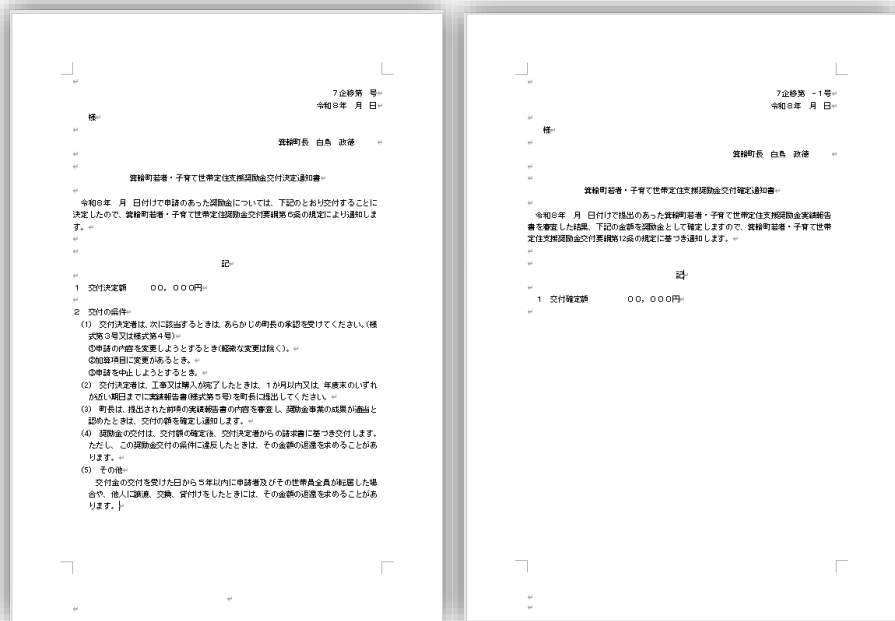 7企移第　号
令和8年　月　日
様
箕輪町長　白鳥　政徳
箕輪町若者・子育て世帯定住支援奨励金交付決定通知書
令和8年　月　日付けで申請のあった奨励金については、下記のとおり交付することに
決定したので、箕輪町若者・子育て世帯定住奨励金交付要綱第6条の規定により通知しま
す。
記
1　交付決定額　　００，０００円
2　交付の条件
(1)　交付決定者は、次に該当するときは、あらかじめ町長の承認を受けてください。(様
式第3号又は様式第4号)
①申請の内容を変更しようとするとき(軽微な変更は除く)。
②加算項目に変更があるとき。
③申請を中止しようとするとき。
(2)　交付決定者は、工事又は購入が完了したときは、1か月以内又は、年度末のいずれ
か近い期日までに実績報告書(様式第5号)を町長に提出してください。
(3)　町長は、提出された前項の実績報告書の内容を審査し、奨励金事業の成果が適当と
認めたときは、交付の額を確定し通知します。
(4)　奨励金の交付は、交付額の確定後、交付決定者からの請求書に基づき交付します。
ただし、この奨励金交付の条件に違反したときは、その金額の返還を求めることがあ
ります。
(5)　その他
交付金の交付を受けた日から5年以内に申請者及びその世帯員全員が転居した場
合や、他人に譲渡、交換、貸付けをしたときには、その金額の返還を求めることがあ
ります。
7企移第　－1号
令和8年　月　日
様
箕輪町長　白鳥　政徳
箕輪町若者・子育て世帯定住支援奨励金交付確定通知書
令和8年　月　日付けで提出のあった箕輪町若者・子育て世帯定住支援奨励金実績報告
書を審査した結果、下記の金額を奨励金として確定しますので、箕輪町若者・子育て世帯
定住支援奨励金交付要綱第12条の規定に基づき通知します。
記
1　交付確定額　　００，０００円